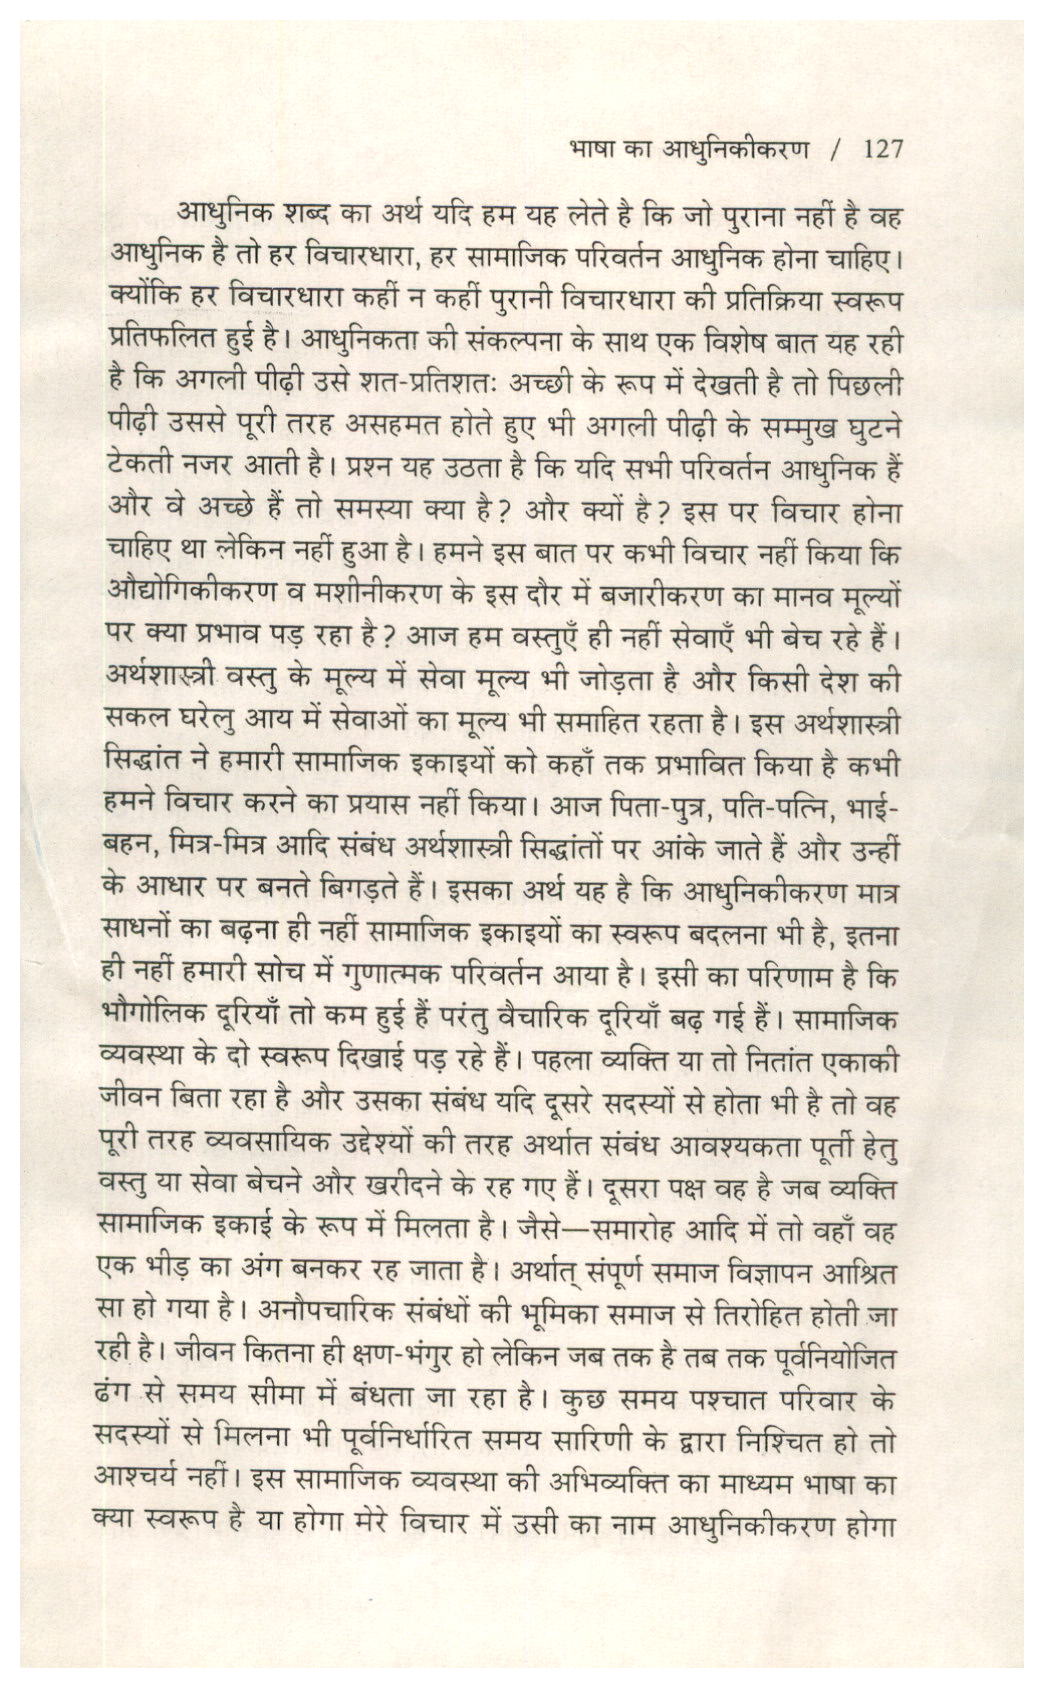 भाषा का आधुनिकीकरण / 127
आधुनिक शब्द का अर्थ यदि हम यह लेते है कि जो पुराना नहीं है वह
आधुनिक है तो हर विचारधारा, हर सामाजिक परिवर्तन आधुनिक होना चाहिए।
क्योंकि हर विचारधारा कहीं न कहीं पुरानी विचारधारा की प्रतिक्रिया स्वरूप
प्रतिफलित हुई है। आधुनिकता की संकल्पना के साथ एक विशेष बात यह रही
है कि अगली पीढ़ी उसे शत-प्रतिशतः अच्छी के रूप में देखती है तो पिछली
पीढ़ी उससे पूरी तरह असहमत होते हुए भी अगली पीढ़ी के सम्मुख घुटने
टेकती नजर आती है। प्रश्न यह उठता है कि यदि सभी परिवर्तन आधुनिक हैं
और वे अच्छे हैं तो समस्या क्या है? और क्यों है? इस पर विचार होना
चाहिए था लेकिन नहीं हुआ है। हमने इस बात पर कभी विचार नहीं किया कि
औद्योगिकीकरण व मशीनीकरण के इस दौर में बजारीकरण का मानव मूल्यों
पर क्या प्रभाव पड़ रहा है? आज हम वस्तुएँ ही नहीं सेवाएँ भी बेच रहे हैं।
अर्थशास्त्री वस्तु के मूल्य में सेवा मूल्य भी जोड़ता है और किसी देश की
सकल घरेलु आय में सेवाओं का मूल्य भी समाहित रहता है। इस अर्थशास्त्री
सिद्धांत ने हमारी सामाजिक इकाइयों को कहाँ तक प्रभावित किया है कभी
हमने विचार करने का प्रयास नहीं किया। आज पिता-पुत्र, पति-पत्नि, भाई-
बहन, मित्र-मित्र आदि संबंध अर्थशास्त्री सिद्धांतों पर आंके जाते हैं और उन्हीं
के आधार पर बनते बिगड़ते हैं। इसका अर्थ यह है कि आधुनिकीकरण मात्र
साधनों का बढ़ना ही नहीं सामाजिक इकाइयों का स्वरूप बदलना भी है, इतना
ही नहीं हमारी सोच में गुणात्मक परिवर्तन आया है। इसी का परिणाम है कि
भौगोलिक दूरियाँ तो कम हुई हैं परंतु वैचारिक दूरियाँ बढ़ गई हैं। सामाजिक
व्यवस्था के दो स्वरूप दिखाई पड़ रहे हैं। पहला व्यक्ति या तो नितांत एकाकी
जीवन बिता रहा है और उसका संबंध यदि दूसरे सदस्यों से होता भी है तो वह
पूरी तरह व्यवसायिक उद्देश्यों की तरह अर्थात संबंध आवश्यकता पूर्ती हेतु
वस्तु या सेवा बेचने और खरीदने के रह गए हैं। दूसरा पक्ष वह है जब व्यक्ति
सामाजिक इकाई के रूप में मिलता है। जैसे—समारोह आदि में तो वहाँ वह
एक भीड़ का अंग बनकर रह जाता है। अर्थात् संपूर्ण समाज विज्ञापन आश्रित
सा हो गया है। अनौपचारिक संबंधों की भूमिका समाज से तिरोहित होती जा
रही है। जीवन कितना ही क्षण-भंगुर हो लेकिन जब तक है तब तक पूर्वनियोजित
ढंग से समय सीमा में बंधता जा रहा है। कुछ समय पश्चात परिवार के
सदस्यों से मिलना भी पूर्वनिर्धारित समय सारिणी के द्वारा निश्चित हो तो
आश्चर्य नहीं। इस सामाजिक व्यवस्था की अभिव्यक्ति का माध्यम भाषा का
क्या स्वरूप है या होगा मेरे विचार में उसी का नाम आधुनिकीकरण होगा